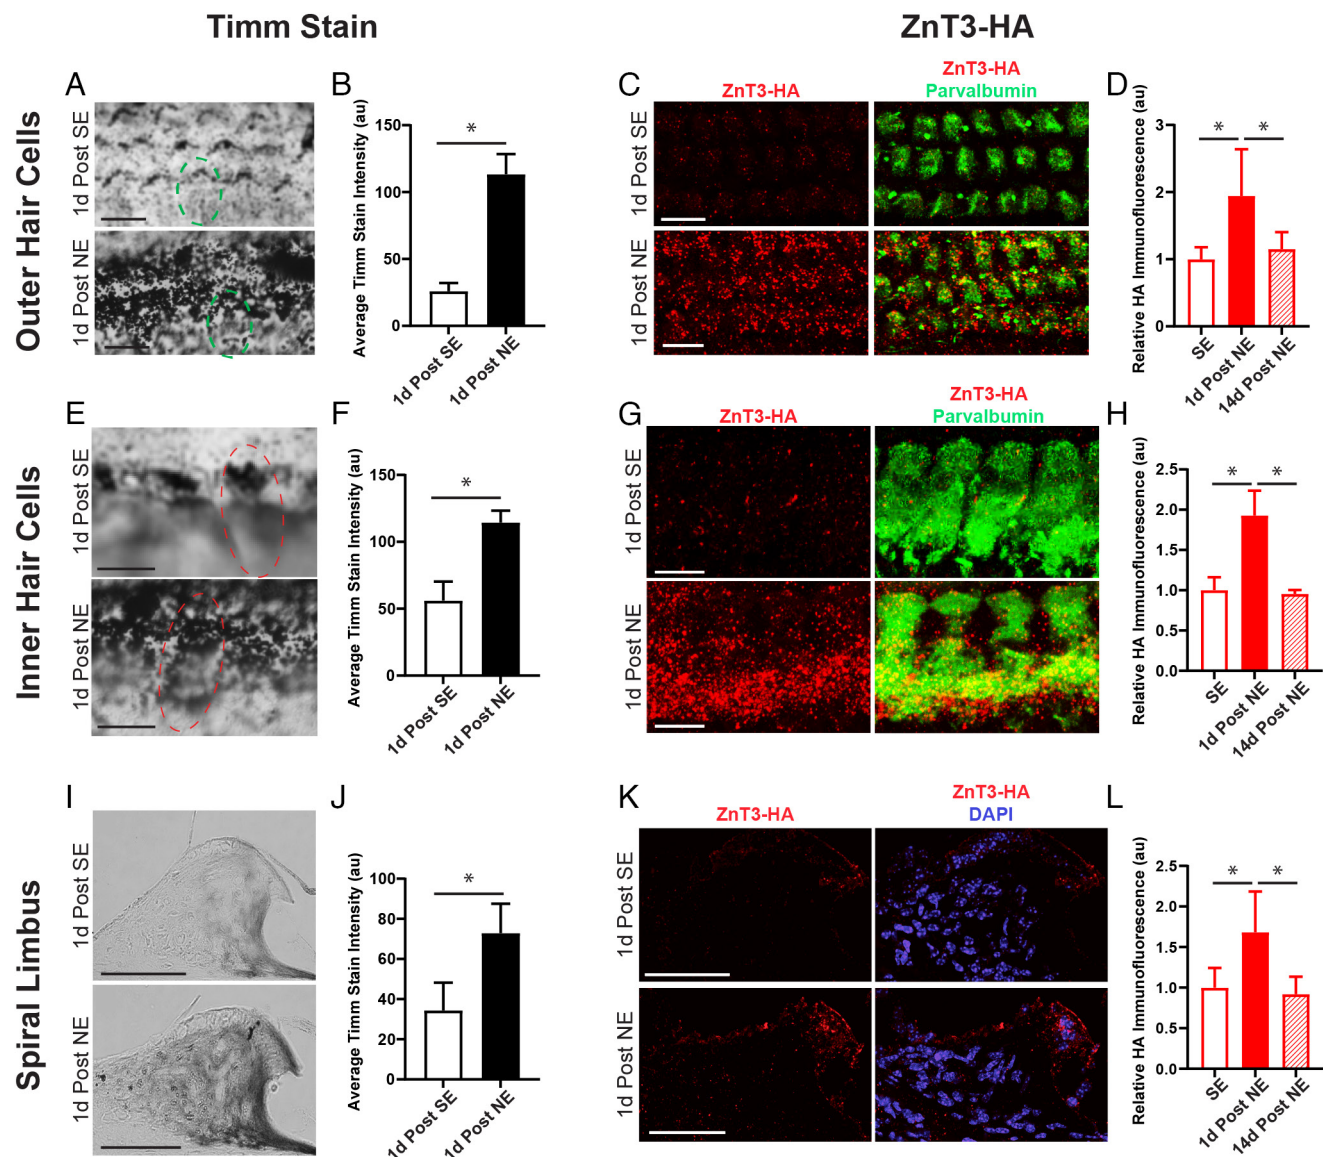 Timm Stain
ZnT3-HA
Outer Hair Cells
A
1d Post SE
1d Post NE
B
Average Timm Stain Intensity (au)
150
100
50
0
*
1d Post SE
1d Post NE
C
ZnT3-HA
ZnT3-HA
Parvalbumin
1d Post SE
1d Post NE
D
Relative HA Immunofluorescence (au)
3
2
1
0
* *
SE
1d Post NE
14d Post NE
Inner Hair Cells
E
1d Post SE
1d Post NE
F
Average Timm Stain Intensity (au)
150
100
50
0
*
1d Post SE
1d Post NE
G
ZnT3-HA
ZnT3-HA
Parvalbumin
1d Post SE
1d Post NE
H
Relative HA Immunofluorescence (au)
2.5
2.0
1.5
1.0
0.5
0.0
* *
SE
1d Post NE
14d Post NE
Spiral Limbus
I
1d Post SE
1d Post NE
J
Average Timm Stain Intensity (au)
100
80
60
40
20
0
*
1d Post SE
1d Post NE
K
ZnT3-HA
ZnT3-HA
DAPI
1d Post SE
1d Post NE
L
Relative HA Immunofluorescence (au)
2.5
2.0
1.5
1.0
0.5
0.0
* *
SE
1d Post NE
14d Post NE